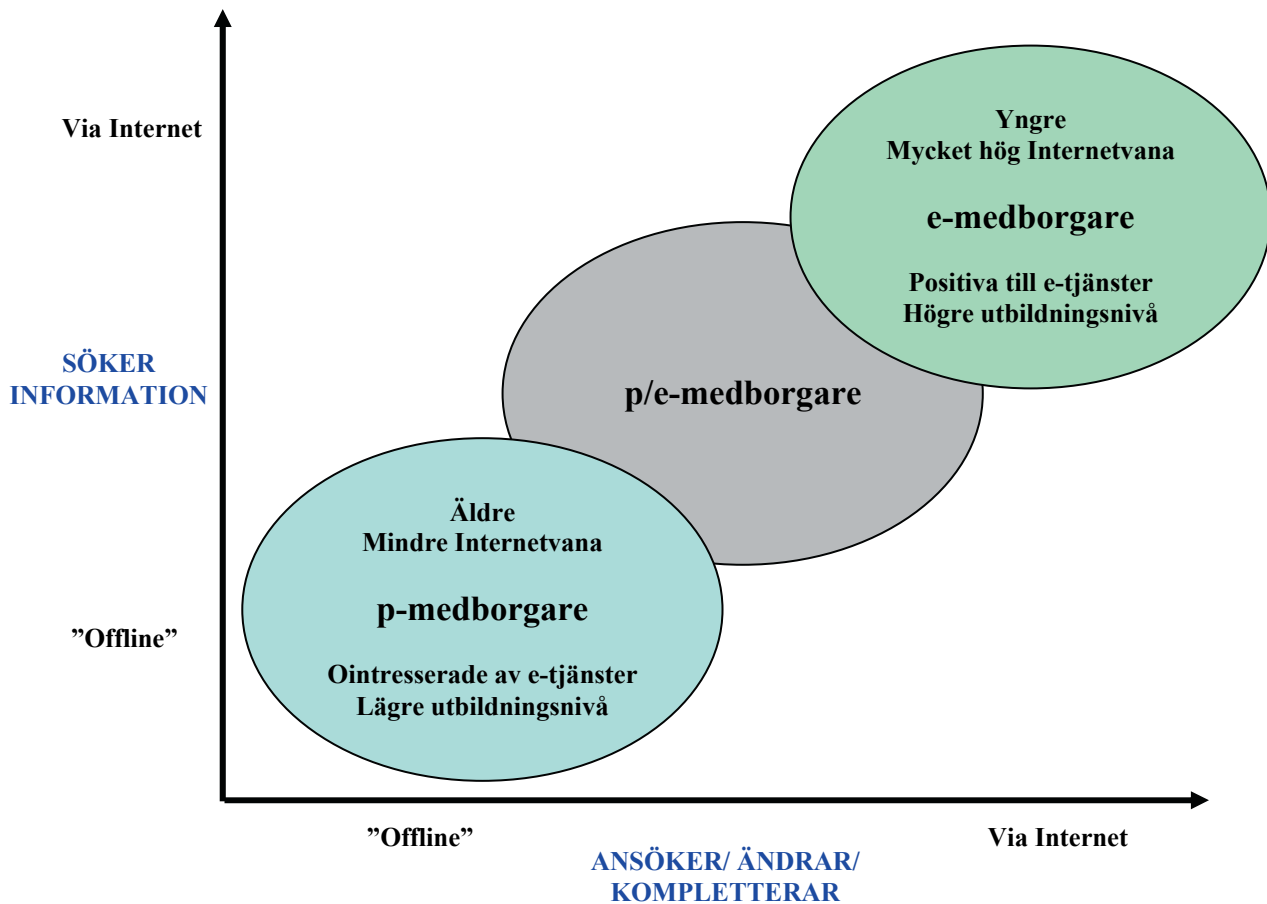 Via Internet
Yngre
Mycket hög Internetvana
e-medborgare
Positiva till e-tjänster
Högre utbildningsnivå
SÖKER
INFORMATION
p/e-medborgare
Äldre
Mindre Internetvana
p-medborgare
Ointresserade av e-tjänster
Lägre utbildningsnivå
”Offline”
”Offline”
Via Internet
ANSÖKER/ ÄNDRAR/
KOMPLETTERAR